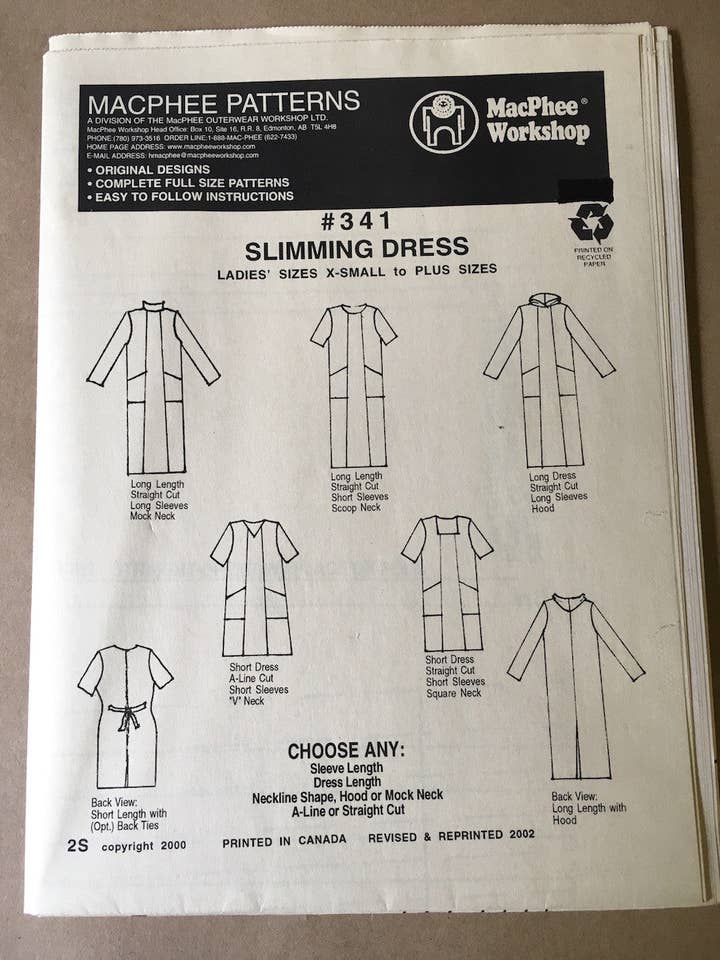 MACPHEE PATTERNS
A DIVISION OF THE MACPHEE OUTERWEAR WORKSHOP LTD.
MacPhee Workshop Head Office: Box 10, Site 16, R.R. 8, Edmonton, AB T5L 4H8
PHONE (780) 973-3516 ORDER LINE:1-888-MAC-PHEE (622-7433)
HOME PAGE ADDRESS: www.macpheeworkshop.com
E-MAIL ADDRESS: hmacphee@macpheeworkshop.com
• ORIGINAL DESIGNS
• COMPLETE FULL SIZE PATTERNS
• EASY TO FOLLOW INSTRUCTIONS
MacPhee®
Workshop
PRINTED ON
RECYCLED
PAPER
#341
SLIMMING DRESS
LADIES' SIZES X-SMALL to PLUS SIZES
Long Length
Straight Cut
Long Sleeves
Mock Neck
Long Length
Straight Cut
Short Sleeves
Scoop Neck
Long Dress
Straight Cut
Long Sleeves
Hood
Short Dress
A-Line Cut
Short Sleeves
"V" Neck
Short Dress
Straight Cut
Short Sleeves
Square Neck
Back View:
Short Length with
(Opt.) Back Ties
CHOOSE ANY:
Sleeve Length
Dress Length
Neckline Shape, Hood or Mock Neck
A-Line or Straight Cut
Back View:
Long Length with
Hood
2S copyright 2000 PRINTED IN CANADA REVISED & REPRINTED 2002